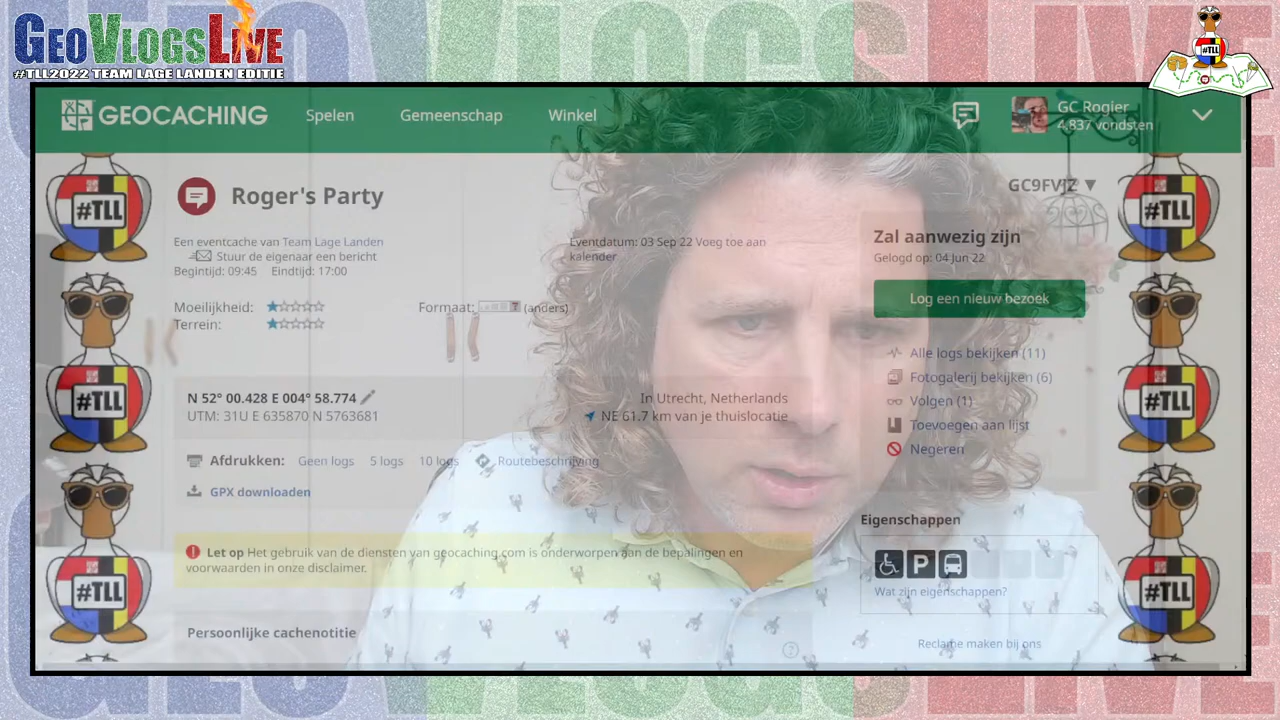 GEOVLOGSLIVE
#TLL2022 TEAM LAGE LANDEN EDITIE
#TLL
GEOCACHING
Spelen
Gemeenschap
Winkel
GC Rogier
4.837 vondsten
Roger's Party
Een eventcache van Team Lage Landen
Stuur de eigenaar een bericht
Begintijd: 09:45 Eindtijd: 17:00
Eventdatum: 03 Sep 22 Voeg toe aan
kalender
Moeilijkheid:
Terrein:
Formaat: (anders)
N 52° 00.428 E 004° 58.774
UTM: 31U E 635870 N 5763681
In Utrecht, Netherlands
NE 61.7 km van je thuislocatie
Afdrukken: Geen logs 5 logs 10 logs Routebeschrijving
GPX downloaden
Let op Het gebruik van de diensten van geocaching.com is onderworpen aan de bepalingen en
voorwaarden in onze disclaimer.
Persoonlijke cachenotitie
Zal aanwezig zijn
Gelogd op: 04 Jun 22
Log een nieuw bezoek
Alle logs bekijken (11)
Fotogalerij bekijken (6)
Volgen (1)
Toevoegen aan lijst
Negeren
Eigenschappen
P
Wat zijn eigenschappen?
Reclame maken bij ons
#TLL
#TLL
#TLL
#TLL
#TLL
#TLL